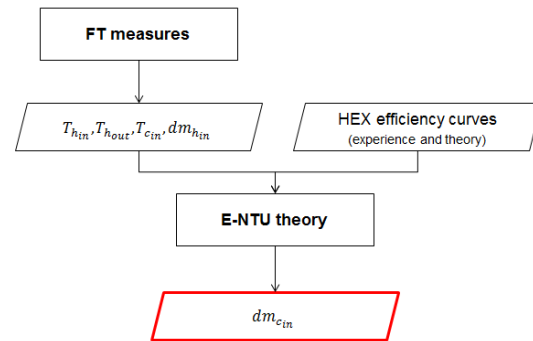 FT measures
T_{h_{in}}, T_{h_{out}}, T_{c_{in}}, dm_{h_{in}}
HEX efficiency curves
(experience and theory)
E-NTU theory
dm_{c_{in}}